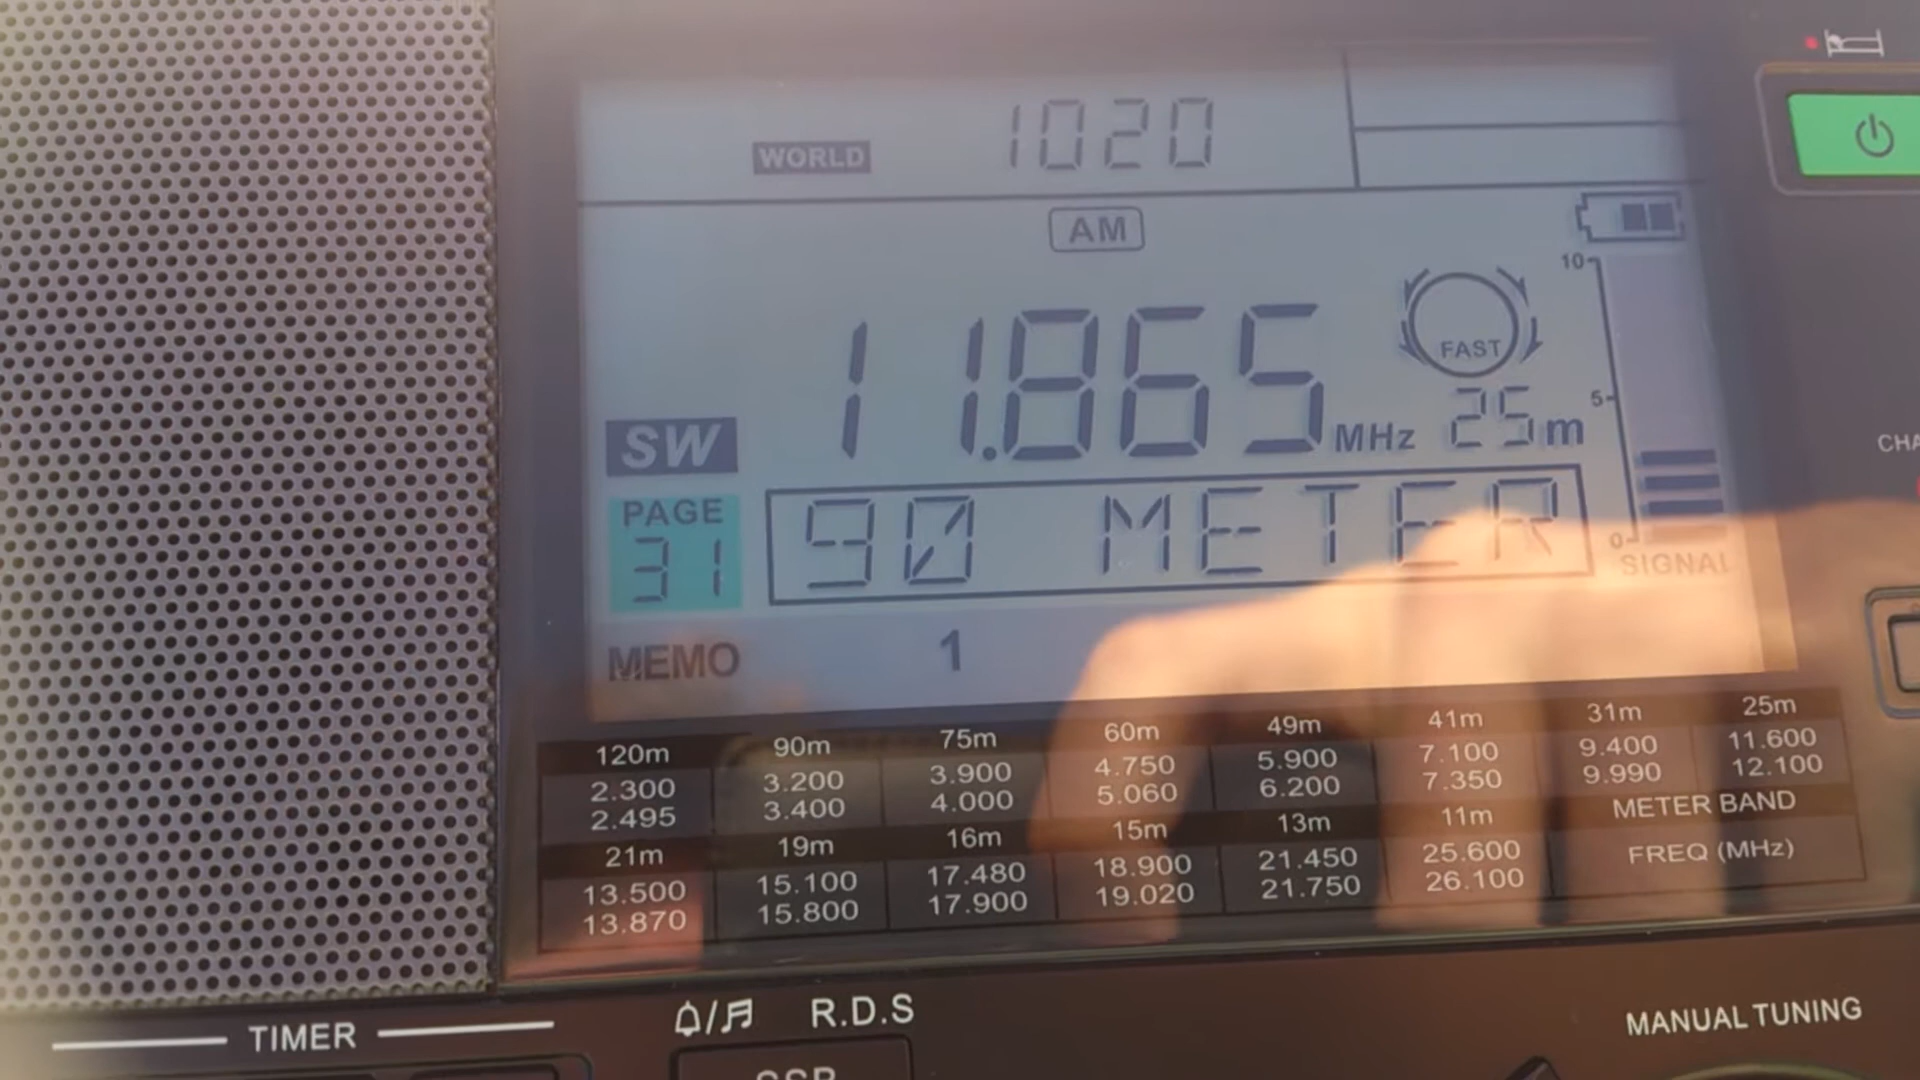 WORLD 1020
AM
10
11.865 MHz
FAST
25m
5
SW
PAGE
31
90 METER
0
SIGNAL
MEMO 1
120m 90m 75m 60m 49m 41m 31m 25m
2.300 3.200 3.900 4.750 5.900 7.100 9.400 11.600
2.495 3.400 4.000 5.060 6.200 7.350 9.990 12.100
21m 19m 16m 15m 13m 11m METER BAND
13.500 15.100 17.480 18.900 21.450 25.600 FREQ (MHz)
13.870 15.800 17.900 19.020 21.750 26.100
TIMER
R.D.S
MANUAL TUNING